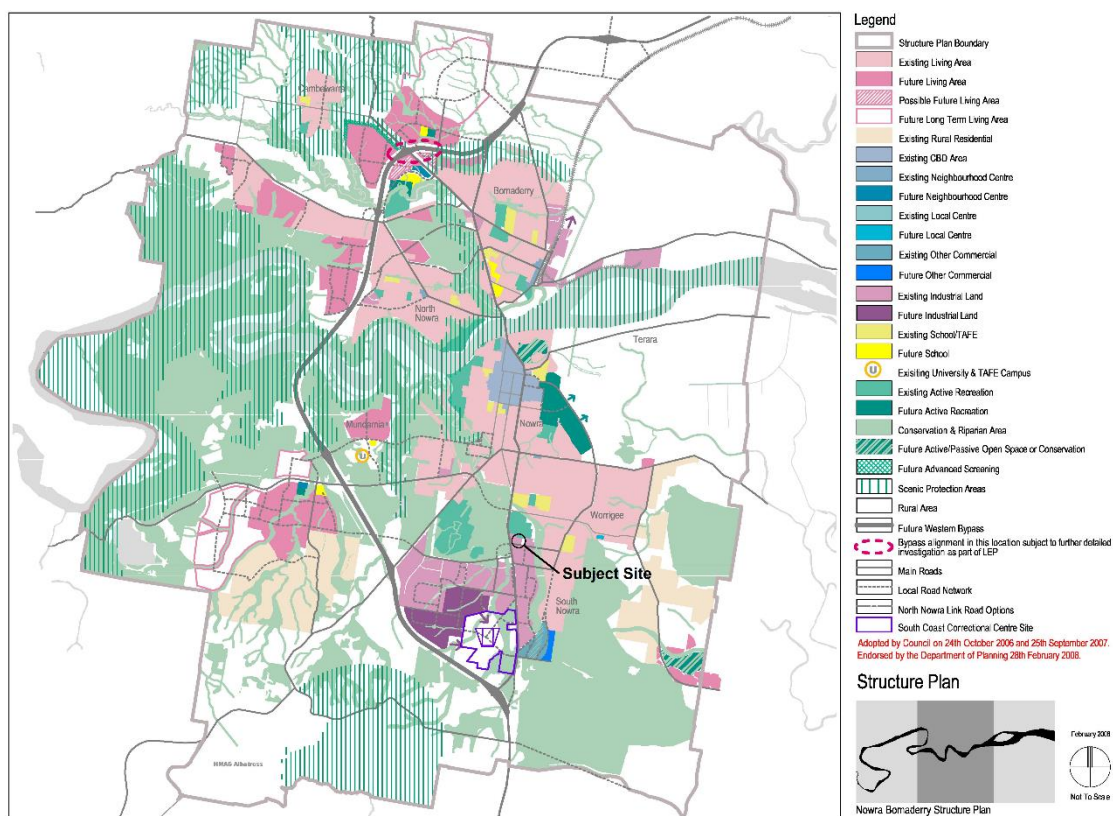 Cambewarra
Bomaderry
North
Nowra
Terara
Mundamia
Nowra
U
Worrigee
Subject Site
South
Nowra
HMAS Albatross
Legend
Structure Plan Boundary
Existing Living Area
Future Living Area
Possible Future Living Area
Future Long Term Living Area
Existing Rural Residential
Existing CBD Area
Existing Neighbourhood Centre
Future Neighbourhood Centre
Existing Local Centre
Future Local Centre
Existing Other Commercial
Future Other Commercial
Existing Industrial Land
Future Industrial Land
Existing School/TAFE
Future School
U
Exisiting University & TAFE Campus
Existing Active Recreation
Future Active Racreation
Conservation & Riparian Area
Future Active/Passive Open Space or Conservation
Future Advanced Screening
Scenic Protection Areas
Rural Area
Future Western Bypass
Bypass alignment in this location subject to further detailed
investigation as part of LEP
Main Roads
Local Road Network
North Nowra Link Road Options
South Coast Correctional Centre Site
Adopted by Council on 24th October 2006 and 25th September 2007.
Endorsed by the Department of Planning 28th February 2008.
Structure Plan
February 2008
Not To Scale
Nowra Bomaderry Structure Plan